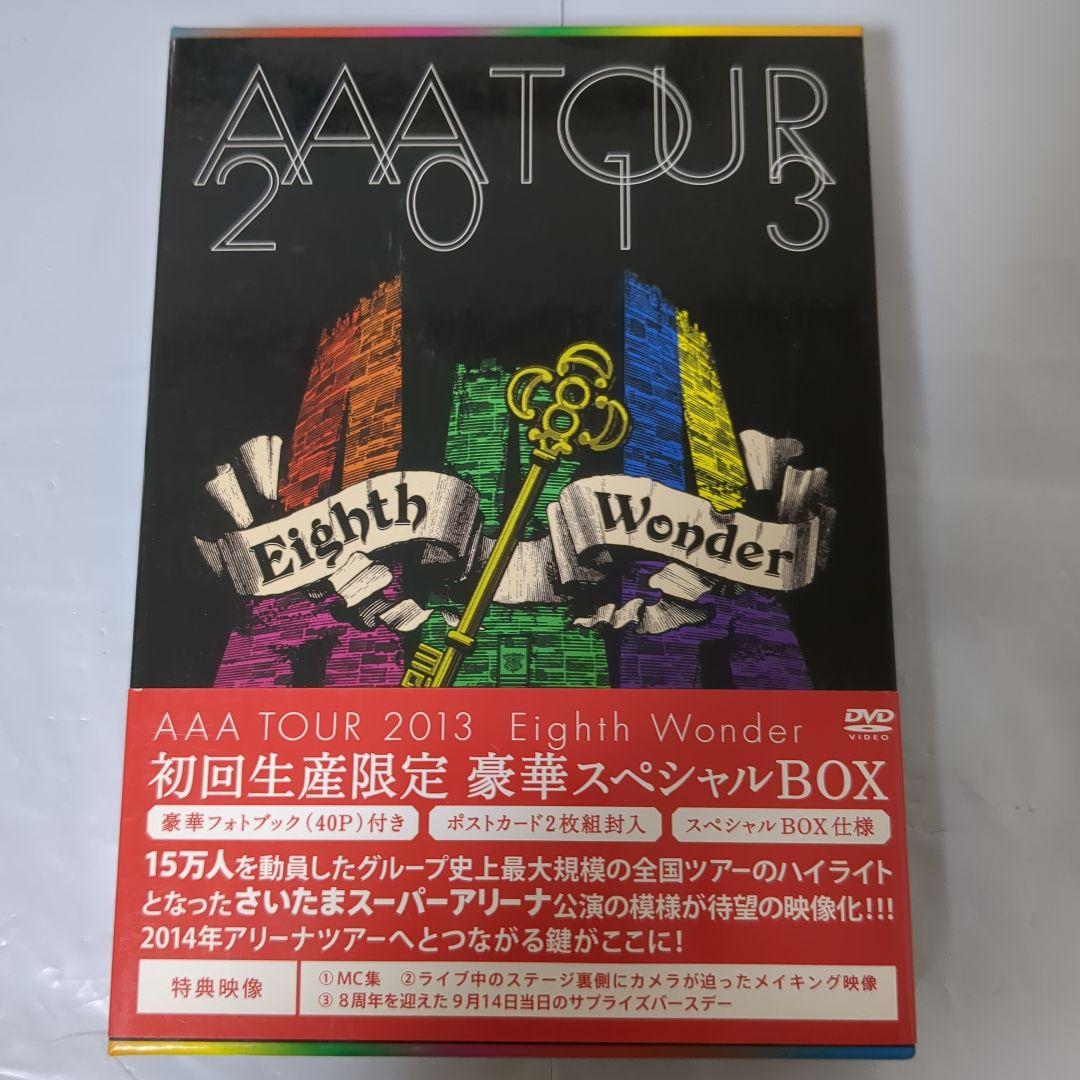 AAA TOUR
2013
Eighth Wonder
AAA TOUR 2013 Eighth Wonder
DVD
VIDEO
初回生産限定 豪華スペシャルBOX
豪華フォトブック(40P)付き
ポストカード2枚組封入
スペシャルBOX仕様
15万人を動員したグループ史上最大規模の全国ツアーのハイライト
となったさいたまスーパーアリーナ公演の模様が待望の映像化!!!
2014年アリーナツアーへとつながる鍵がここに!
特典映像
①MC集 ②ライブ中のステージ裏側にカメラが迫ったメイキング映像
③8周年を迎えた9月14日当日のサプライズバースデー